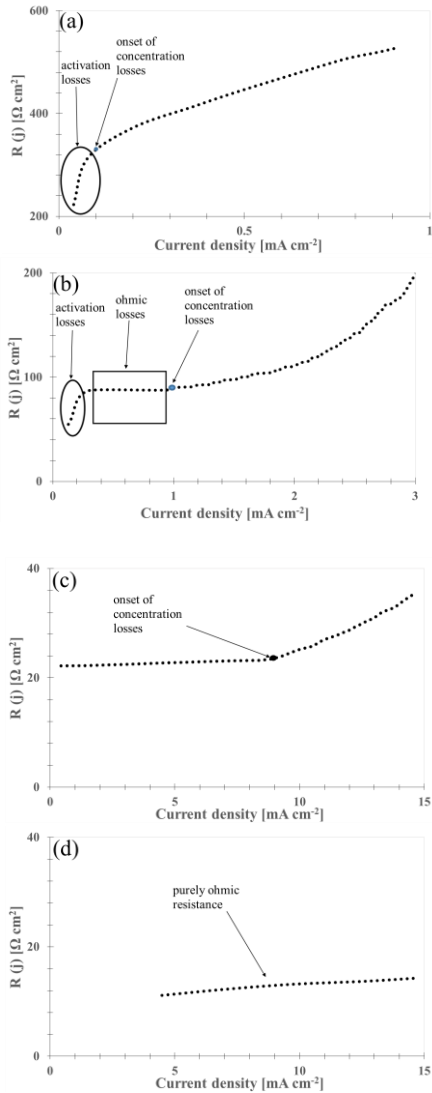 600
(a)
onset of
concentration
losses
activation
losses
R (j) [Ω cm²]
400
200
0
0.5
1
Current density [mA cm⁻²]
200
(b)
ohmic
losses
activation
losses
onset of
concentration
losses
R (j) [Ω cm²]
100
0
0
1
2
3
Current density [mA cm⁻²]
40
(c)
onset of
concentration
losses
R (j) [Ω cm²]
20
0
0
5
10
15
Current density [mA cm⁻²]
40
(d)
purely ohmic
resistance
R (j) [Ω cm²]
20
0
0
5
10
15
Current density [mA cm⁻²]